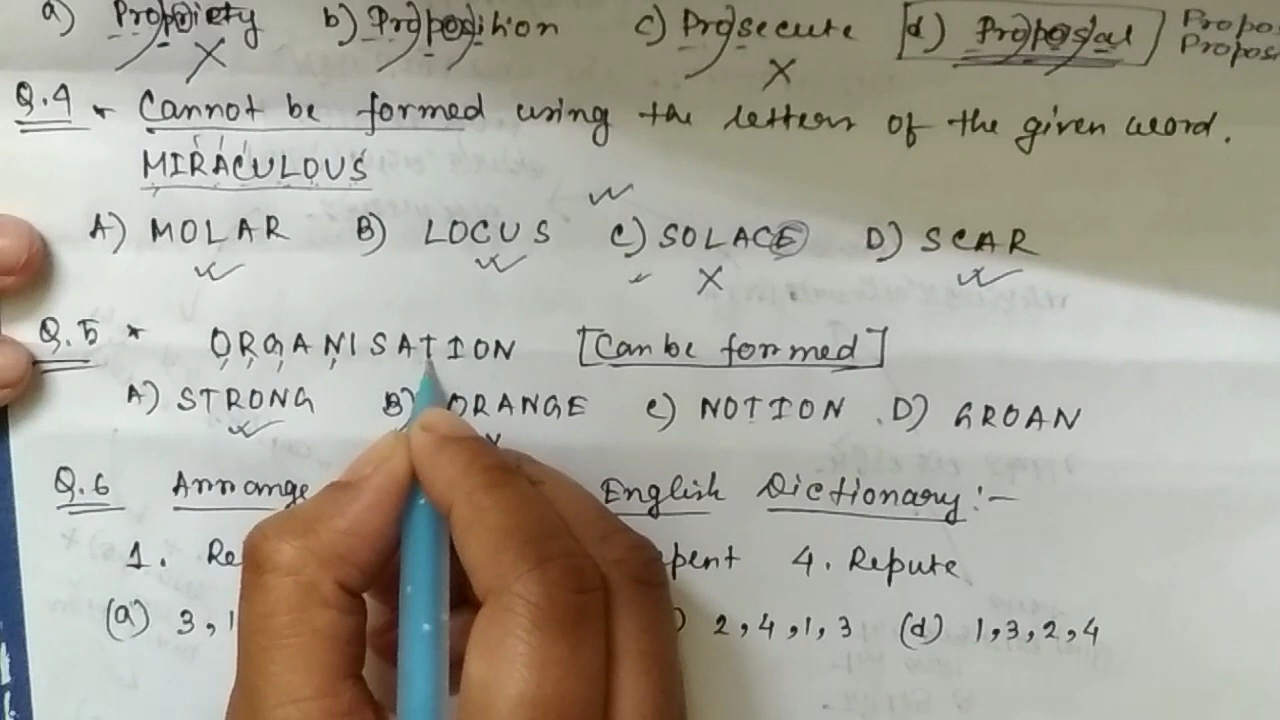 a) Propriety b) Proposition c) Prosecute d) Proposal
Q.4 Cannot be formed using the letters of the given word.
MIRACULOUS
A) MOLAR B) LOCUS C) SOLACE D) SCAR
Q.5 * ORGANISATION [Can be formed]
A) STRONG B) ORANGE C) NOTION D) GROAN
Q.6 Arrange English Dictionary :-
1. 4. Repute
(a) 3, 1 2, 4, 1, 3 (d) 1, 3, 2, 4